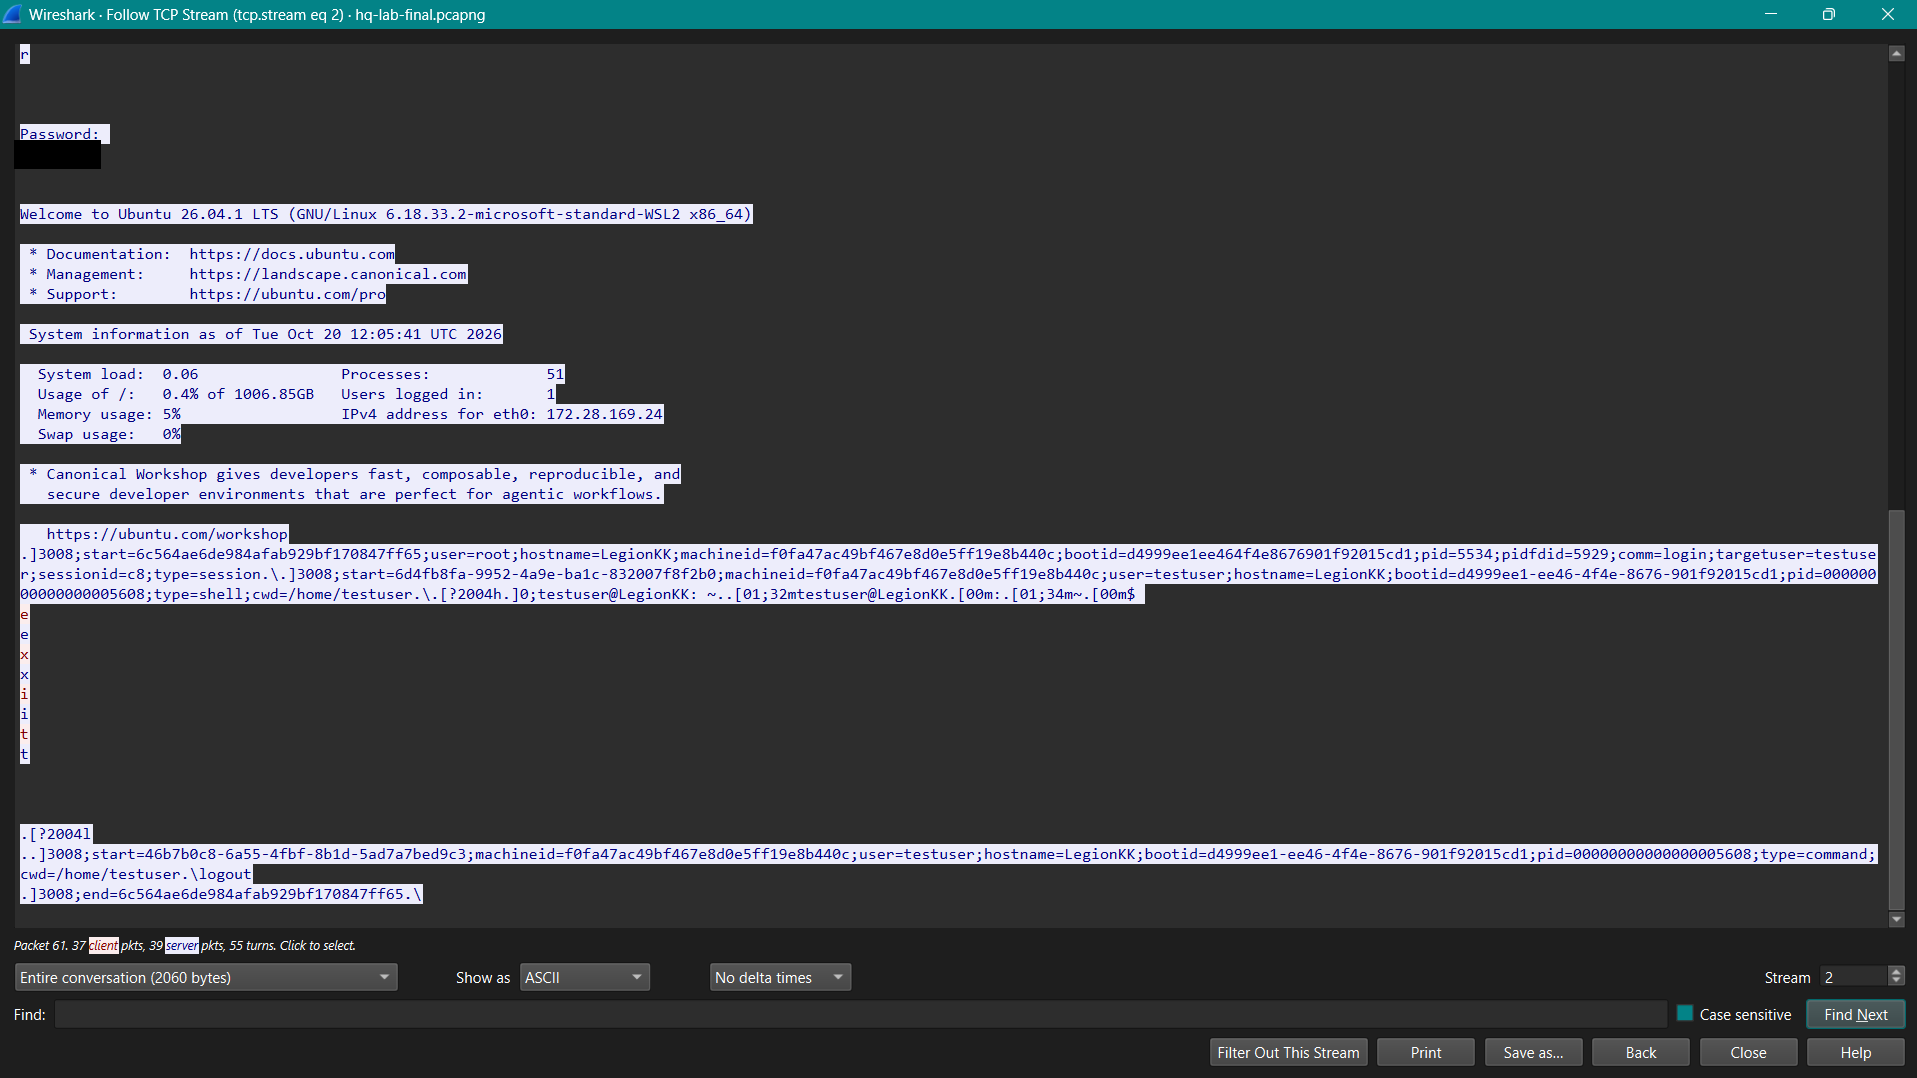 Wireshark · Follow TCP Stream (tcp.stream eq 2) · hq-lab-final.pcapng
r
Password:
Welcome to Ubuntu 26.04.1 LTS (GNU/Linux 6.18.33.2-microsoft-standard-WSL2 x86_64)
* Documentation:  https://docs.ubuntu.com
* Management:     https://landscape.canonical.com
* Support:        https://ubuntu.com/pro
System information as of Tue Oct 20 12:05:41 UTC 2026
System load:  0.06                Processes:             51
Usage of /:   0.4% of 1006.85GB   Users logged in:       1
Memory usage: 5%                  IPv4 address for eth0: 172.28.169.24
Swap usage:   0%
* Canonical Workshop gives developers fast, composable, reproducible, and
secure developer environments that are perfect for agentic workflows.
https://ubuntu.com/workshop
.]3008;start=6c564ae6de984afab929bf170847ff65;user=root;hostname=LegionKK;machineid=f0fa47ac49bf467e8d0e5ff19e8b440c;bootid=d4999ee1ee464f4e8676901f92015cd1;pid=5534;pidfdid=5929;comm=login;targetuser=testuse
r;sessionid=c8;type=session.\.]3008;start=6d4fb8fa-9952-4a9e-ba1c-832007f8f2b0;machineid=f0fa47ac49bf467e8d0e5ff19e8b440c;user=testuser;hostname=LegionKK;bootid=d4999ee1-ee46-4f4e-8676-901f92015cd1;pid=000000
00000000005608;type=shell;cwd=/home/testuser.\.[?2004h.]0;testuser@LegionKK: ~..[01;32mtestuser@LegionKK.[00m:.[01;34m~.[00m$
e
e
x
x
i
i
t
t
.[?2004l
..]3008;start=46b7b0c8-6a55-4fbf-8b1d-5ad7a7bed9c3;machineid=f0fa47ac49bf467e8d0e5ff19e8b440c;user=testuser;hostname=LegionKK;bootid=d4999ee1-ee46-4f4e-8676-901f92015cd1;pid=00000000000000005608;type=command;
cwd=/home/testuser.\logout
.]3008;end=6c564ae6de984afab929bf170847ff65.\
Packet 61. 37 client pkts, 39 server pkts, 55 turns. Click to select.
Entire conversation (2060 bytes) Show as ASCII No delta times Stream 2
Find: Case sensitive Find Next
Filter Out This Stream Print Save as... Back Close Help